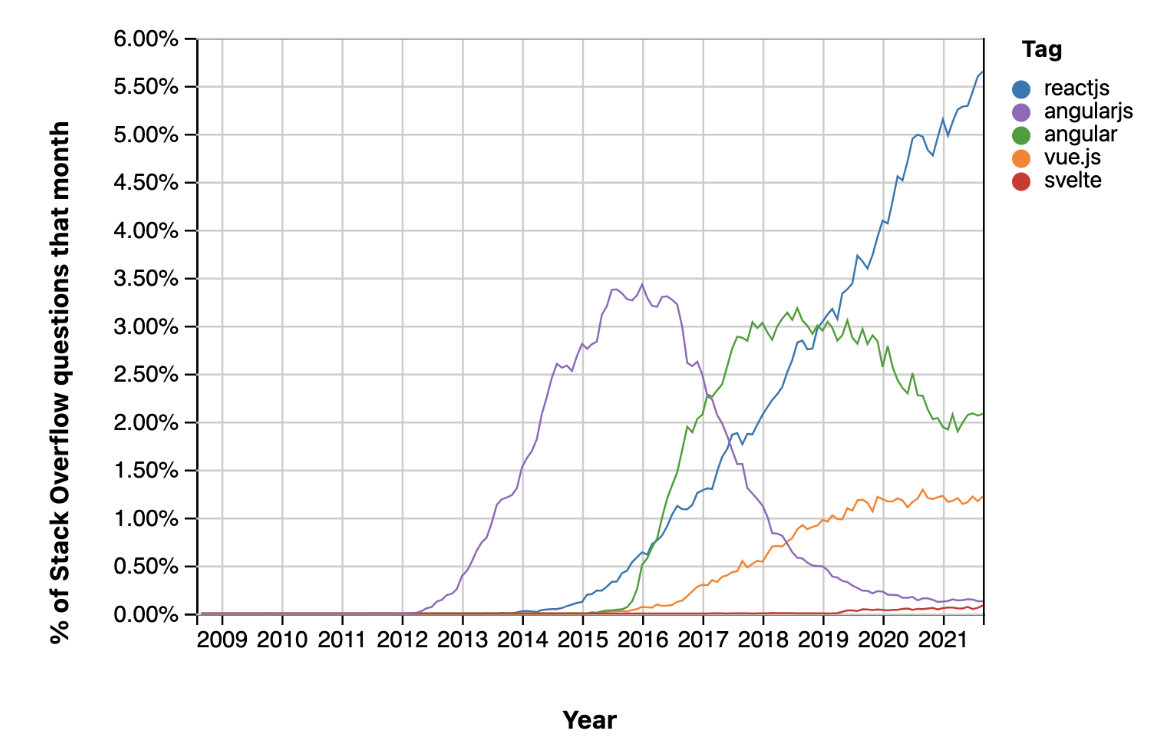 % of Stack Overflow questions that month
6.00%
5.50%
5.00%
4.50%
4.00%
3.50%
3.00%
2.50%
2.00%
1.50%
1.00%
0.50%
0.00%
2009 2010 2011 2012 2013 2014 2015 2016 2017 2018 2019 2020 2021
Year
Tag
reactjs
angularjs
angular
vue.js
svelte